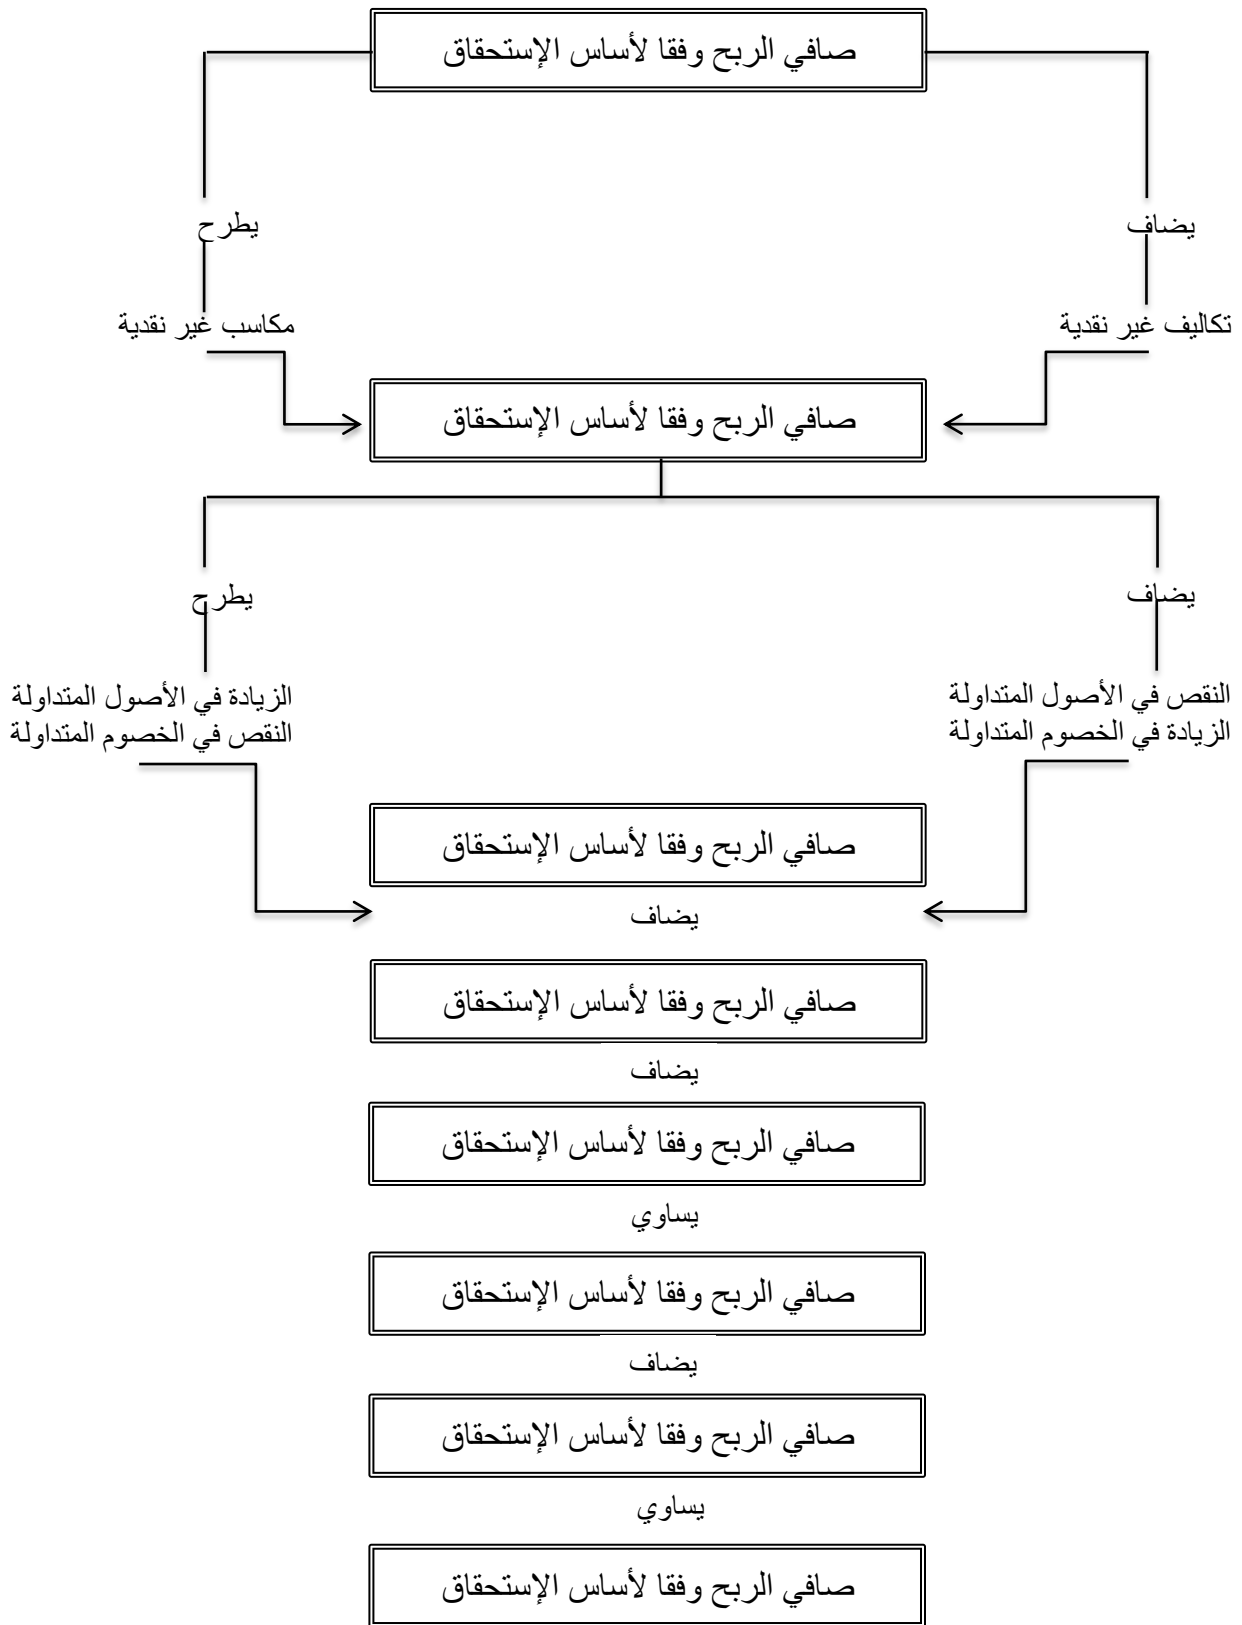 صافي الربح وفقا لأساس الإستحقاق
يضاف
يطرح
تكاليف غير نقدية
مكاسب غير نقدية
صافي الربح وفقا لأساس الإستحقاق
يضاف
يطرح
النقص في الأصول المتداولة
الزيادة في الخصوم المتداولة
الزيادة في الأصول المتداولة
النقص في الخصوم المتداولة
صافي الربح وفقا لأساس الإستحقاق
يضاف
صافي الربح وفقا لأساس الإستحقاق
يضاف
صافي الربح وفقا لأساس الإستحقاق
يساوي
صافي الربح وفقا لأساس الإستحقاق
يضاف
صافي الربح وفقا لأساس الإستحقاق
يساوي
صافي الربح وفقا لأساس الإستحقاق